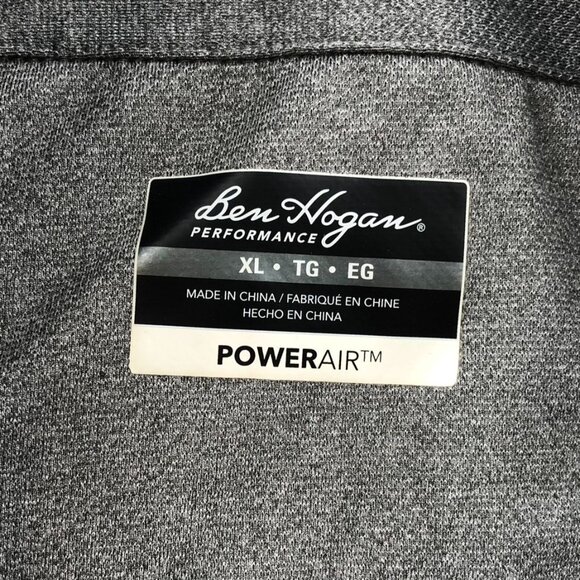 Ben Hogan®
PERFORMANCE
XL • TG • EG
MADE IN CHINA / FABRIQUÉ EN CHINE
HECHO EN CHINA
POWERAIR™